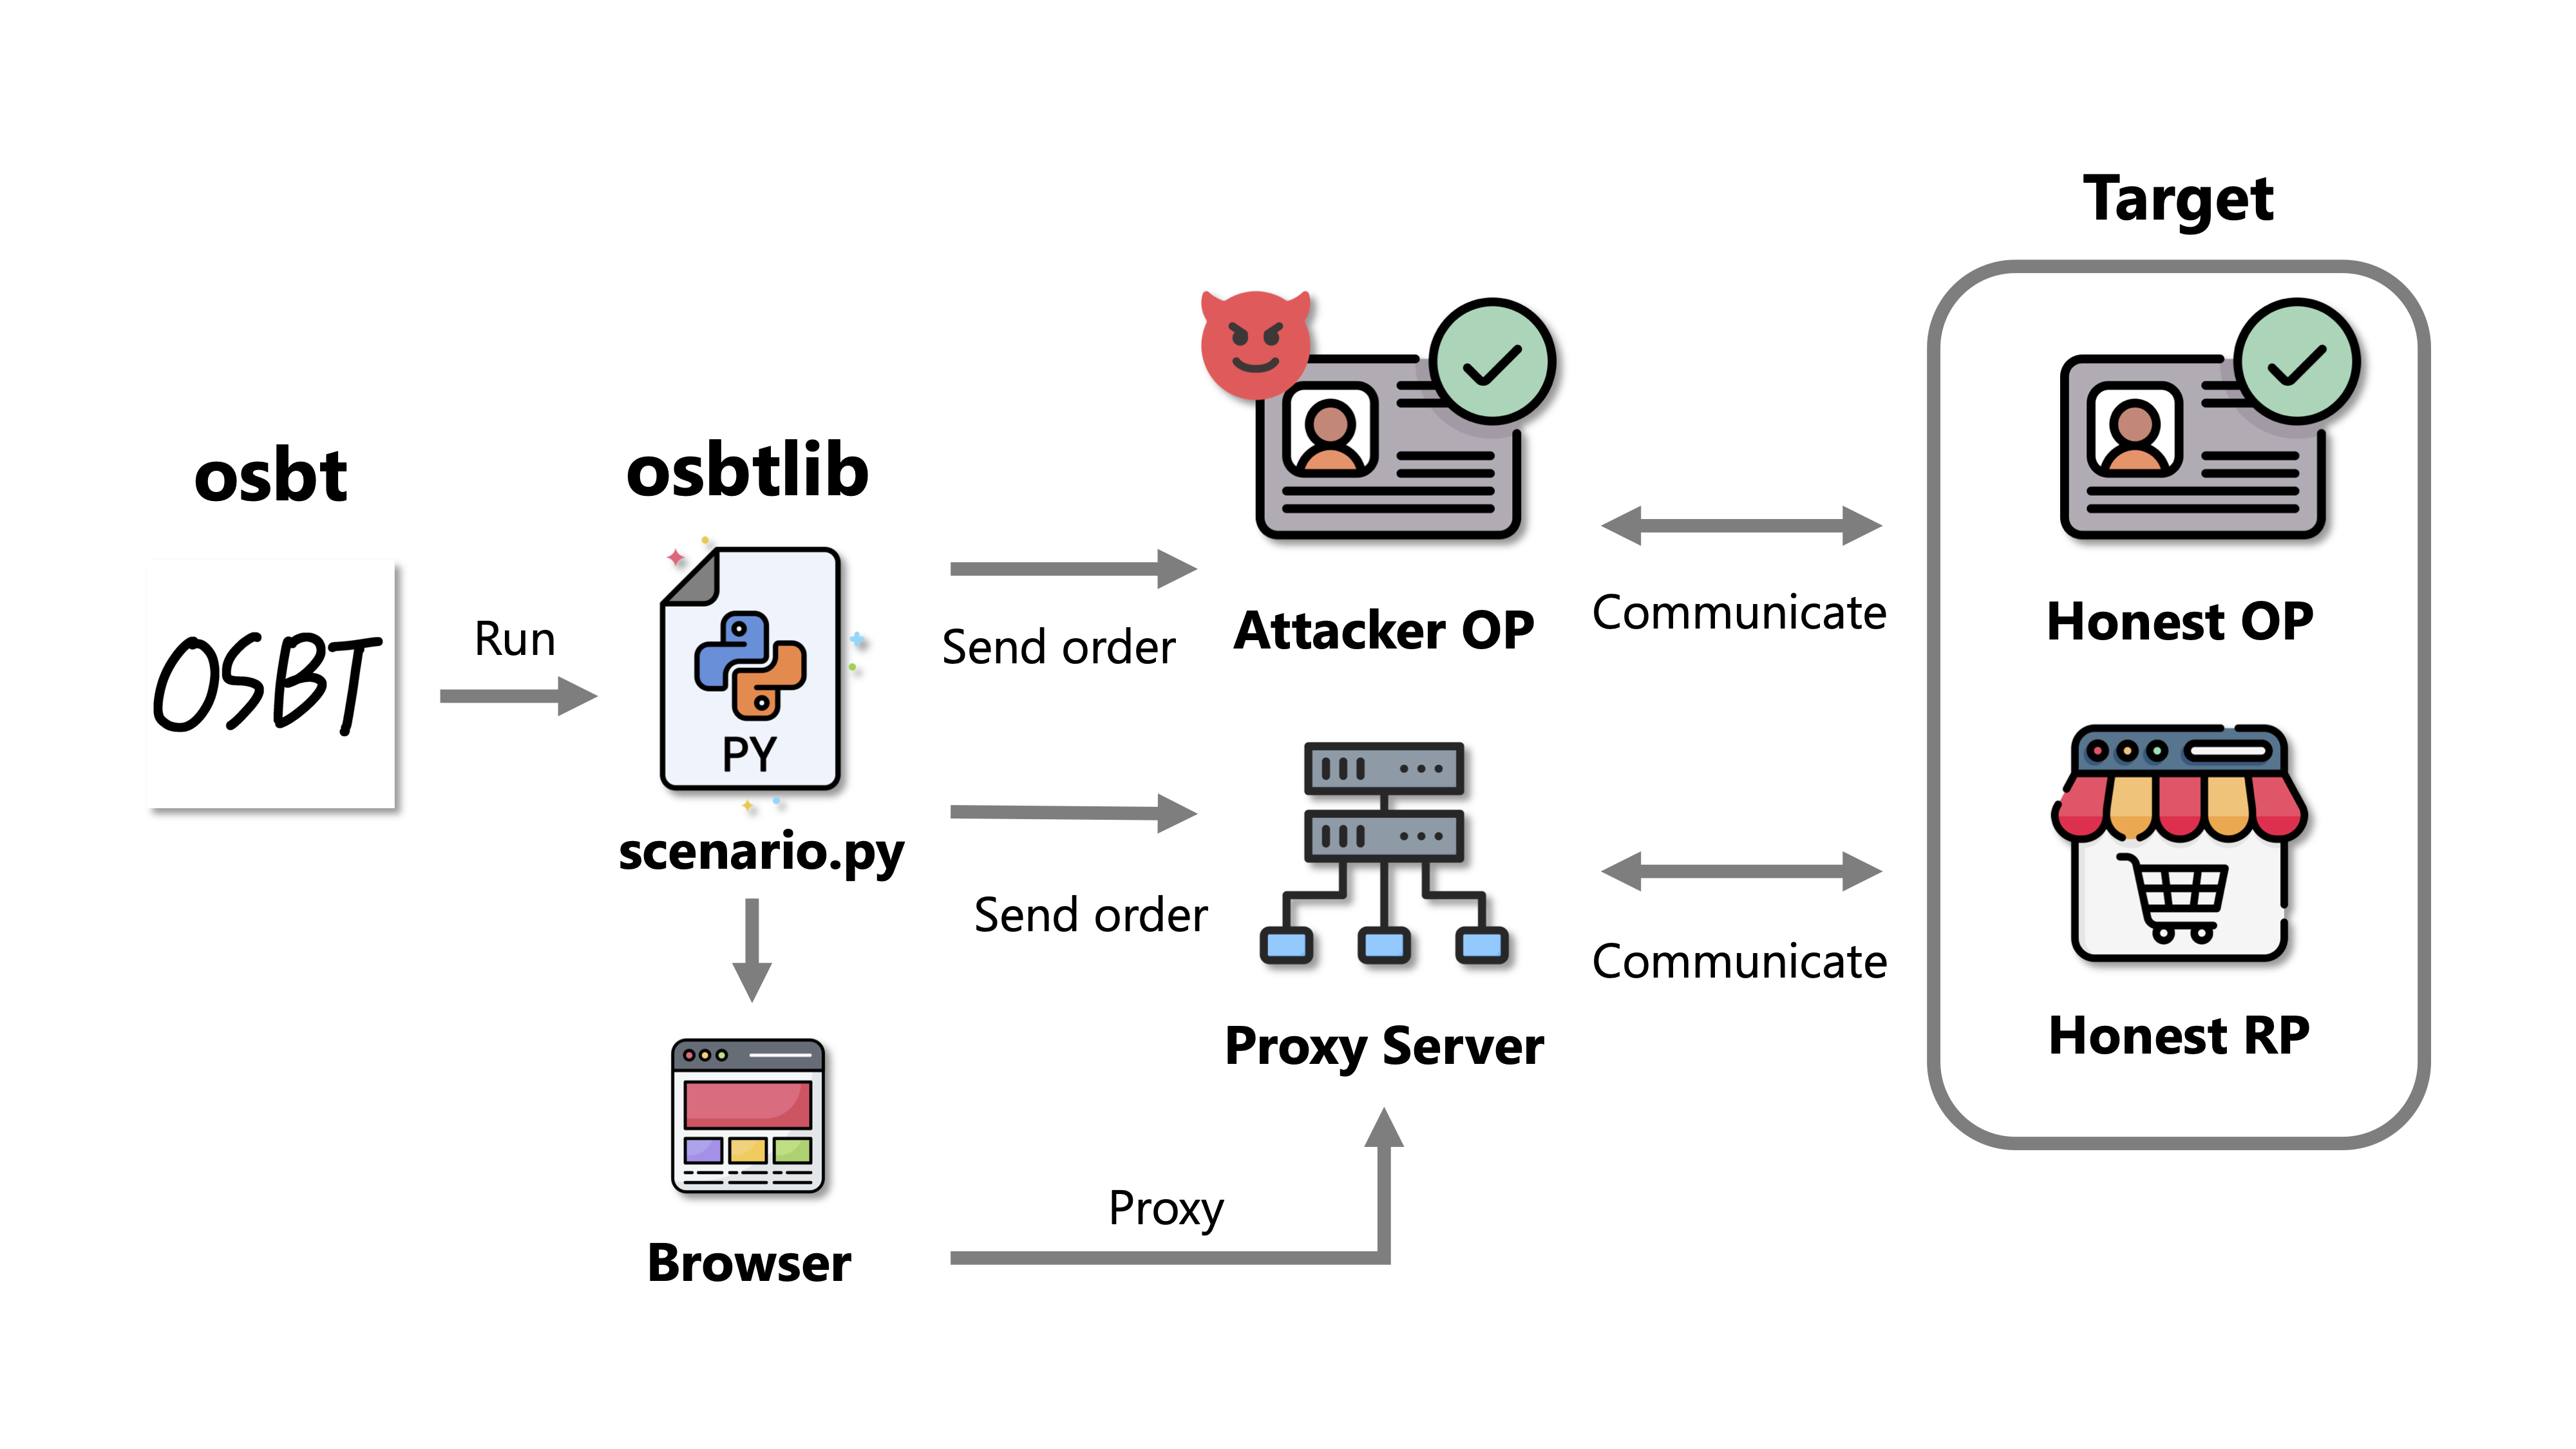 osbt
OSBT
Run
osbtlib
PY
scenario.py
Browser
Send order
Send order
Proxy
Attacker OP
Proxy Server
Communicate
Communicate
Target
Honest OP
Honest RP